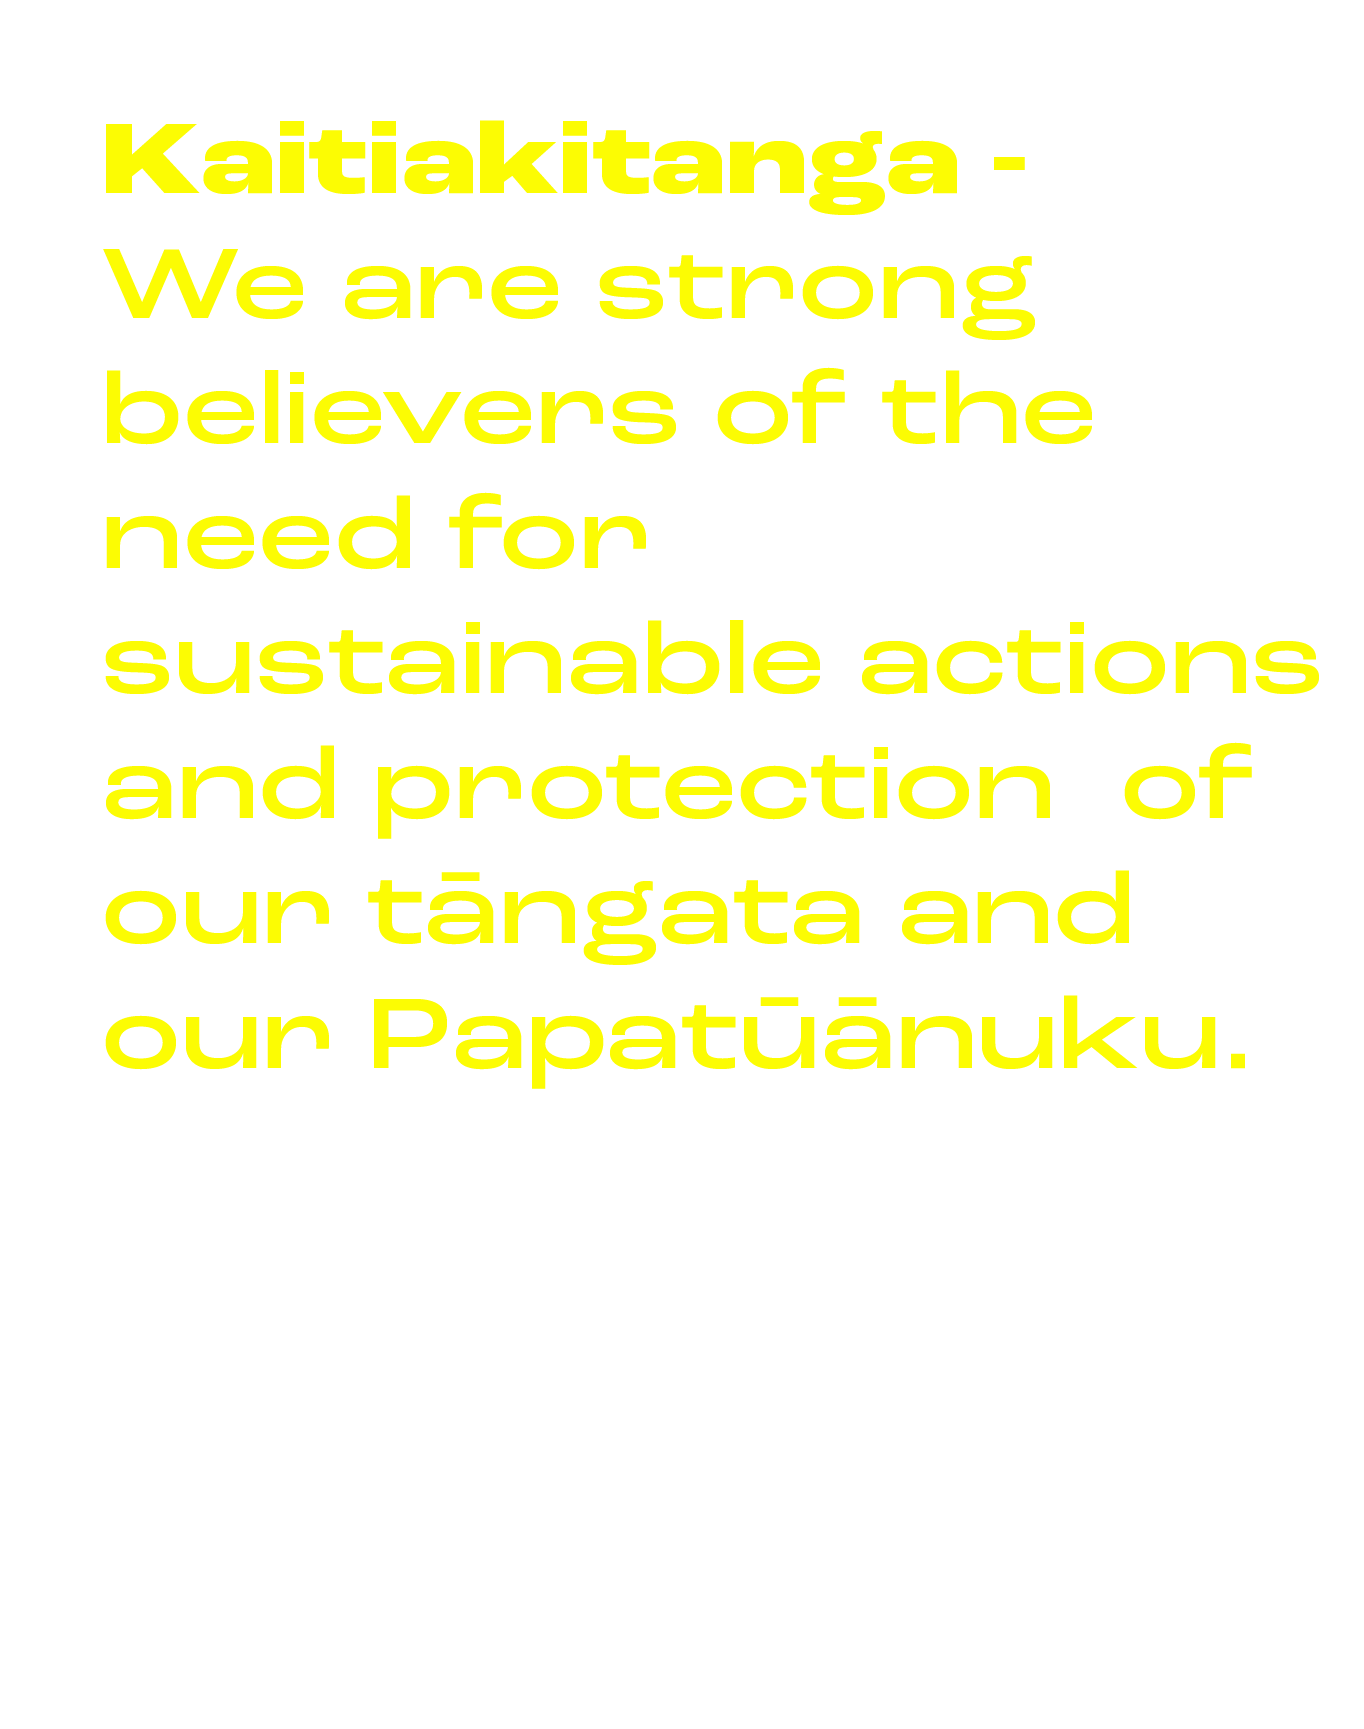 Kaitiakitanga -
We are strong
believers of the
need for
sustainable actions
and protection  of
our tāngata and
our Papatūānuku.